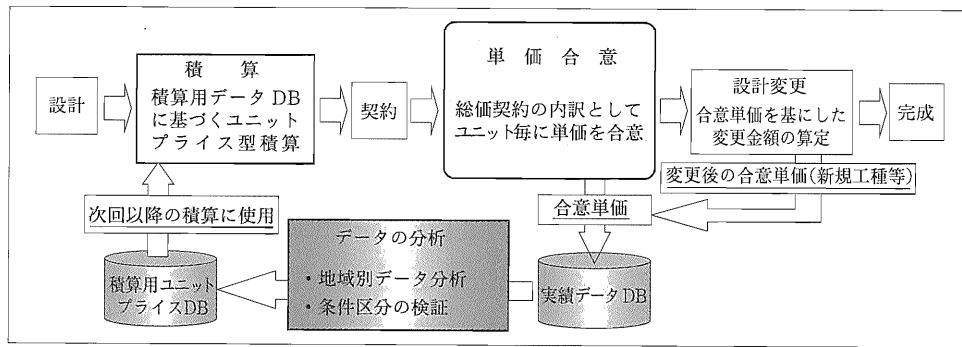 設計
積　算
積算用データDB
に基づくユニット
プライス型積算
契約
単　価　合　意
総価契約の内訳として
ユニット毎に単価を合意
設計変更
合意単価を基にした
変更金額の算定
完成
変更後の合意単価(新規工種等)
合意単価
次回以降の積算に使用
データの分析
・地域別データ分析
・条件区分の検証
実績データDB
積算用ユニット
プライスDB